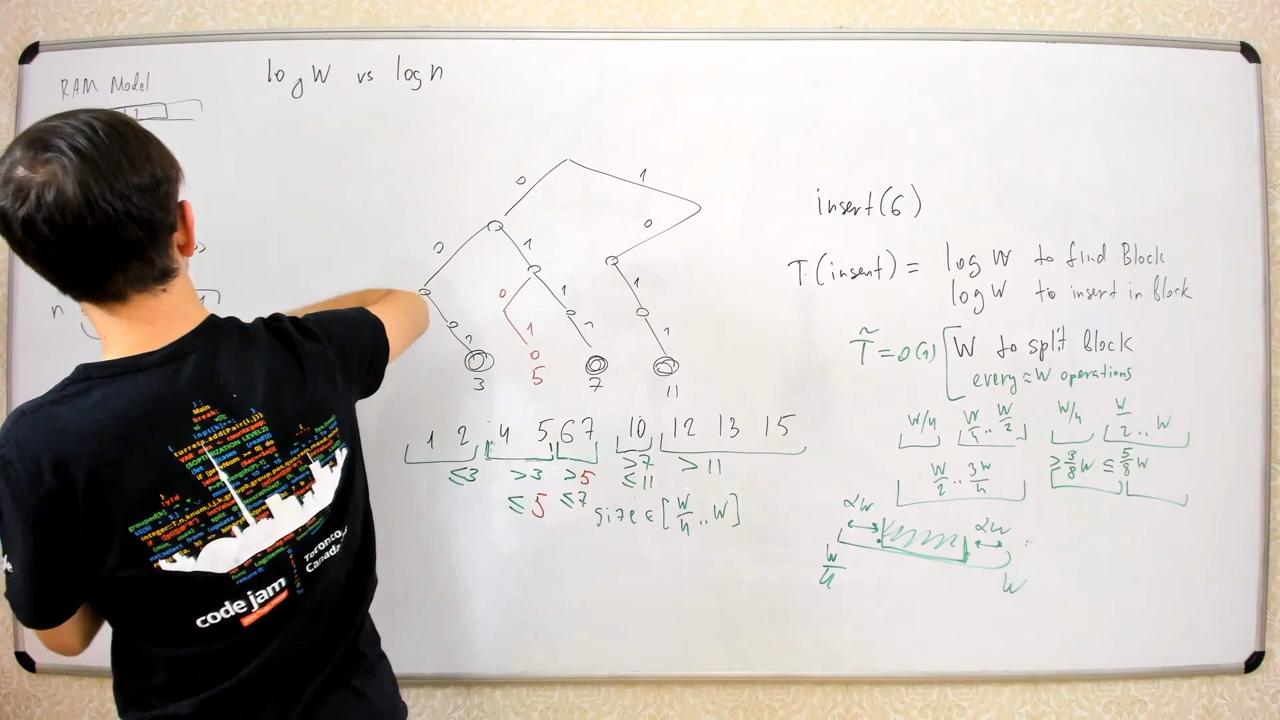 RAM Model
log W vs log n
n
0
1
0
1
0
0
1
1
0
1
1
1
1
1
3
0
5
7
11
insert(6)
T(insert) = log W to find Block
log W to insert in Block
T̃ = O(1) W to split block
every ≈W operations
1 2 4 5 6 7 10 12 13 15
≤3 >3 >5 >7 >11
≤5 ≤7 ≤11
size ∈ [W/4 .. W]
W/4 W/4..W/2 W/4 W/2 .. W
W/2 .. 3W/4 ≥3/8W ≤5/8W
αW αW
W/4 W
Main
break;
code jam
Toronto,
Canada